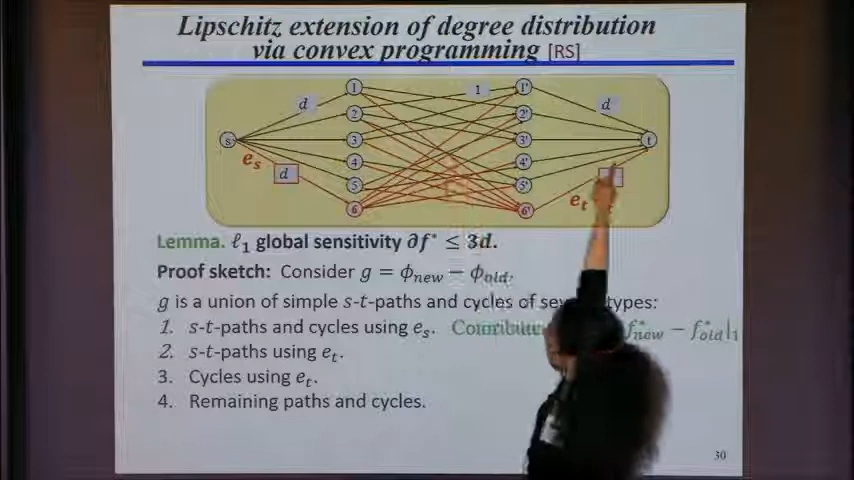 Lipschitz extension of degree distribution
via convex programming [RS]
1 1 1'
d d
2 2'
s 3 3' t
4 4'
e_s d
5 5'
6 6' e_t
Lemma. ℓ₁ global sensitivity ∂f* ≤ 3d.
Proof sketch: Consider g = ϕ_new − ϕ_old.
g is a union of simple s-t-paths and cycles of types:
1. s-t-paths and cycles using e_s. f*_new − f*_old|₁
2. s-t-paths using e_t.
3. Cycles using e_t.
4. Remaining paths and cycles.
30